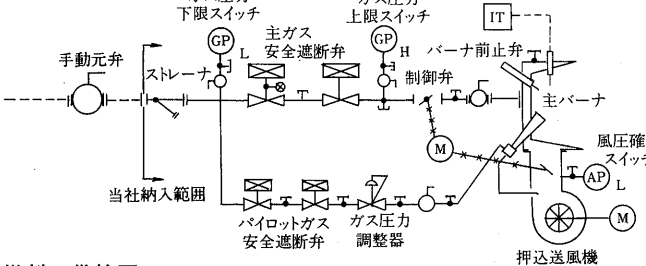 下限スイッチ
上限スイッチ
IT
GP
L
主ガス
安全遮断弁
GP
H
バーナ前止弁
手動元弁
ストレーナ
制御弁
主バーナ
M
風圧確
スイッチ
AP
L
当社納入範囲
パイロットガス
安全遮断弁
ガス圧力
調整器
M
押込送風機